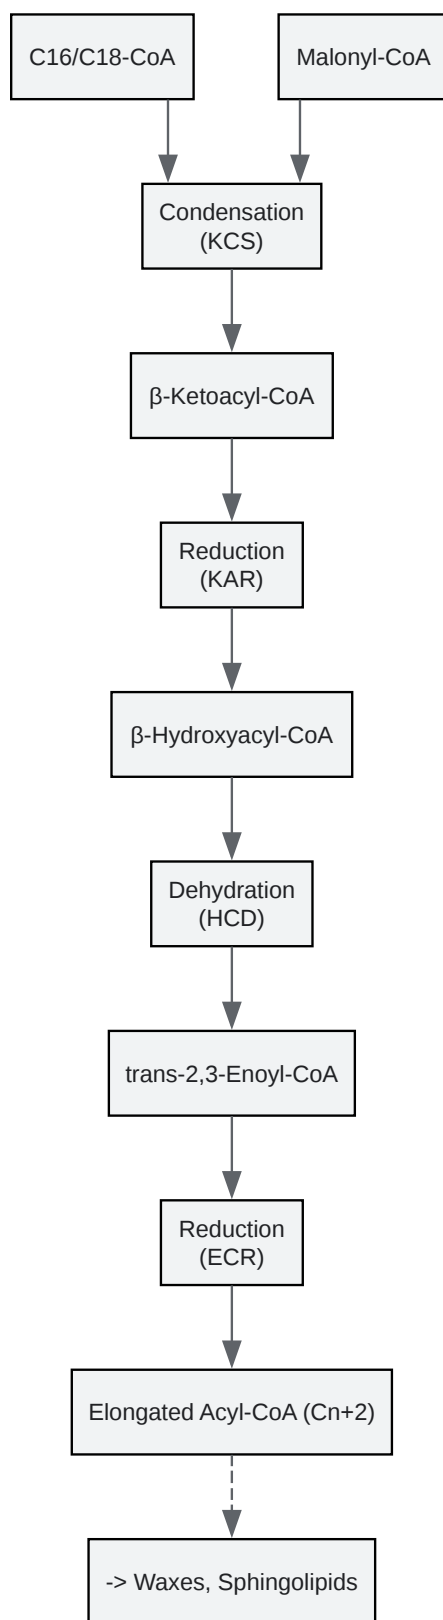 C16/C18-CoA
Malonyl-CoA
Condensation
(KCS)
β-Ketoacyl-CoA
Reduction
(KAR)
β-Hydroxyacyl-CoA
Dehydration
(HCD)
trans-2,3-Enoyl-CoA
Reduction
(ECR)
Elongated Acyl-CoA (Cn+2)
-> Waxes, Sphingolipids